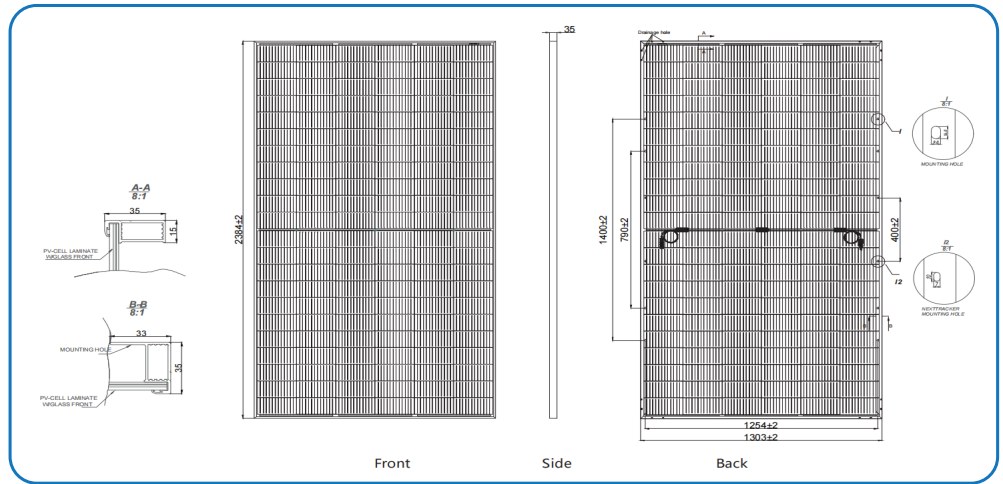 35
Drainage hole
A
A
I
8:1
I
MOUNTING HOLE
A-A
8:1
35
15
PV-CELL LAMINATE
W/GLASS FRONT
2384±2
1400±2
790±2
400±2
I2
8:1
I2
NEXTTRACKER
MOUNTING HOLE
B-B
8:1
33
MOUNTING HOLE
35
PV-CELL LAMINATE
W/GLASS FRONT
B
B
1254±2
1303±2
Front
Side
Back